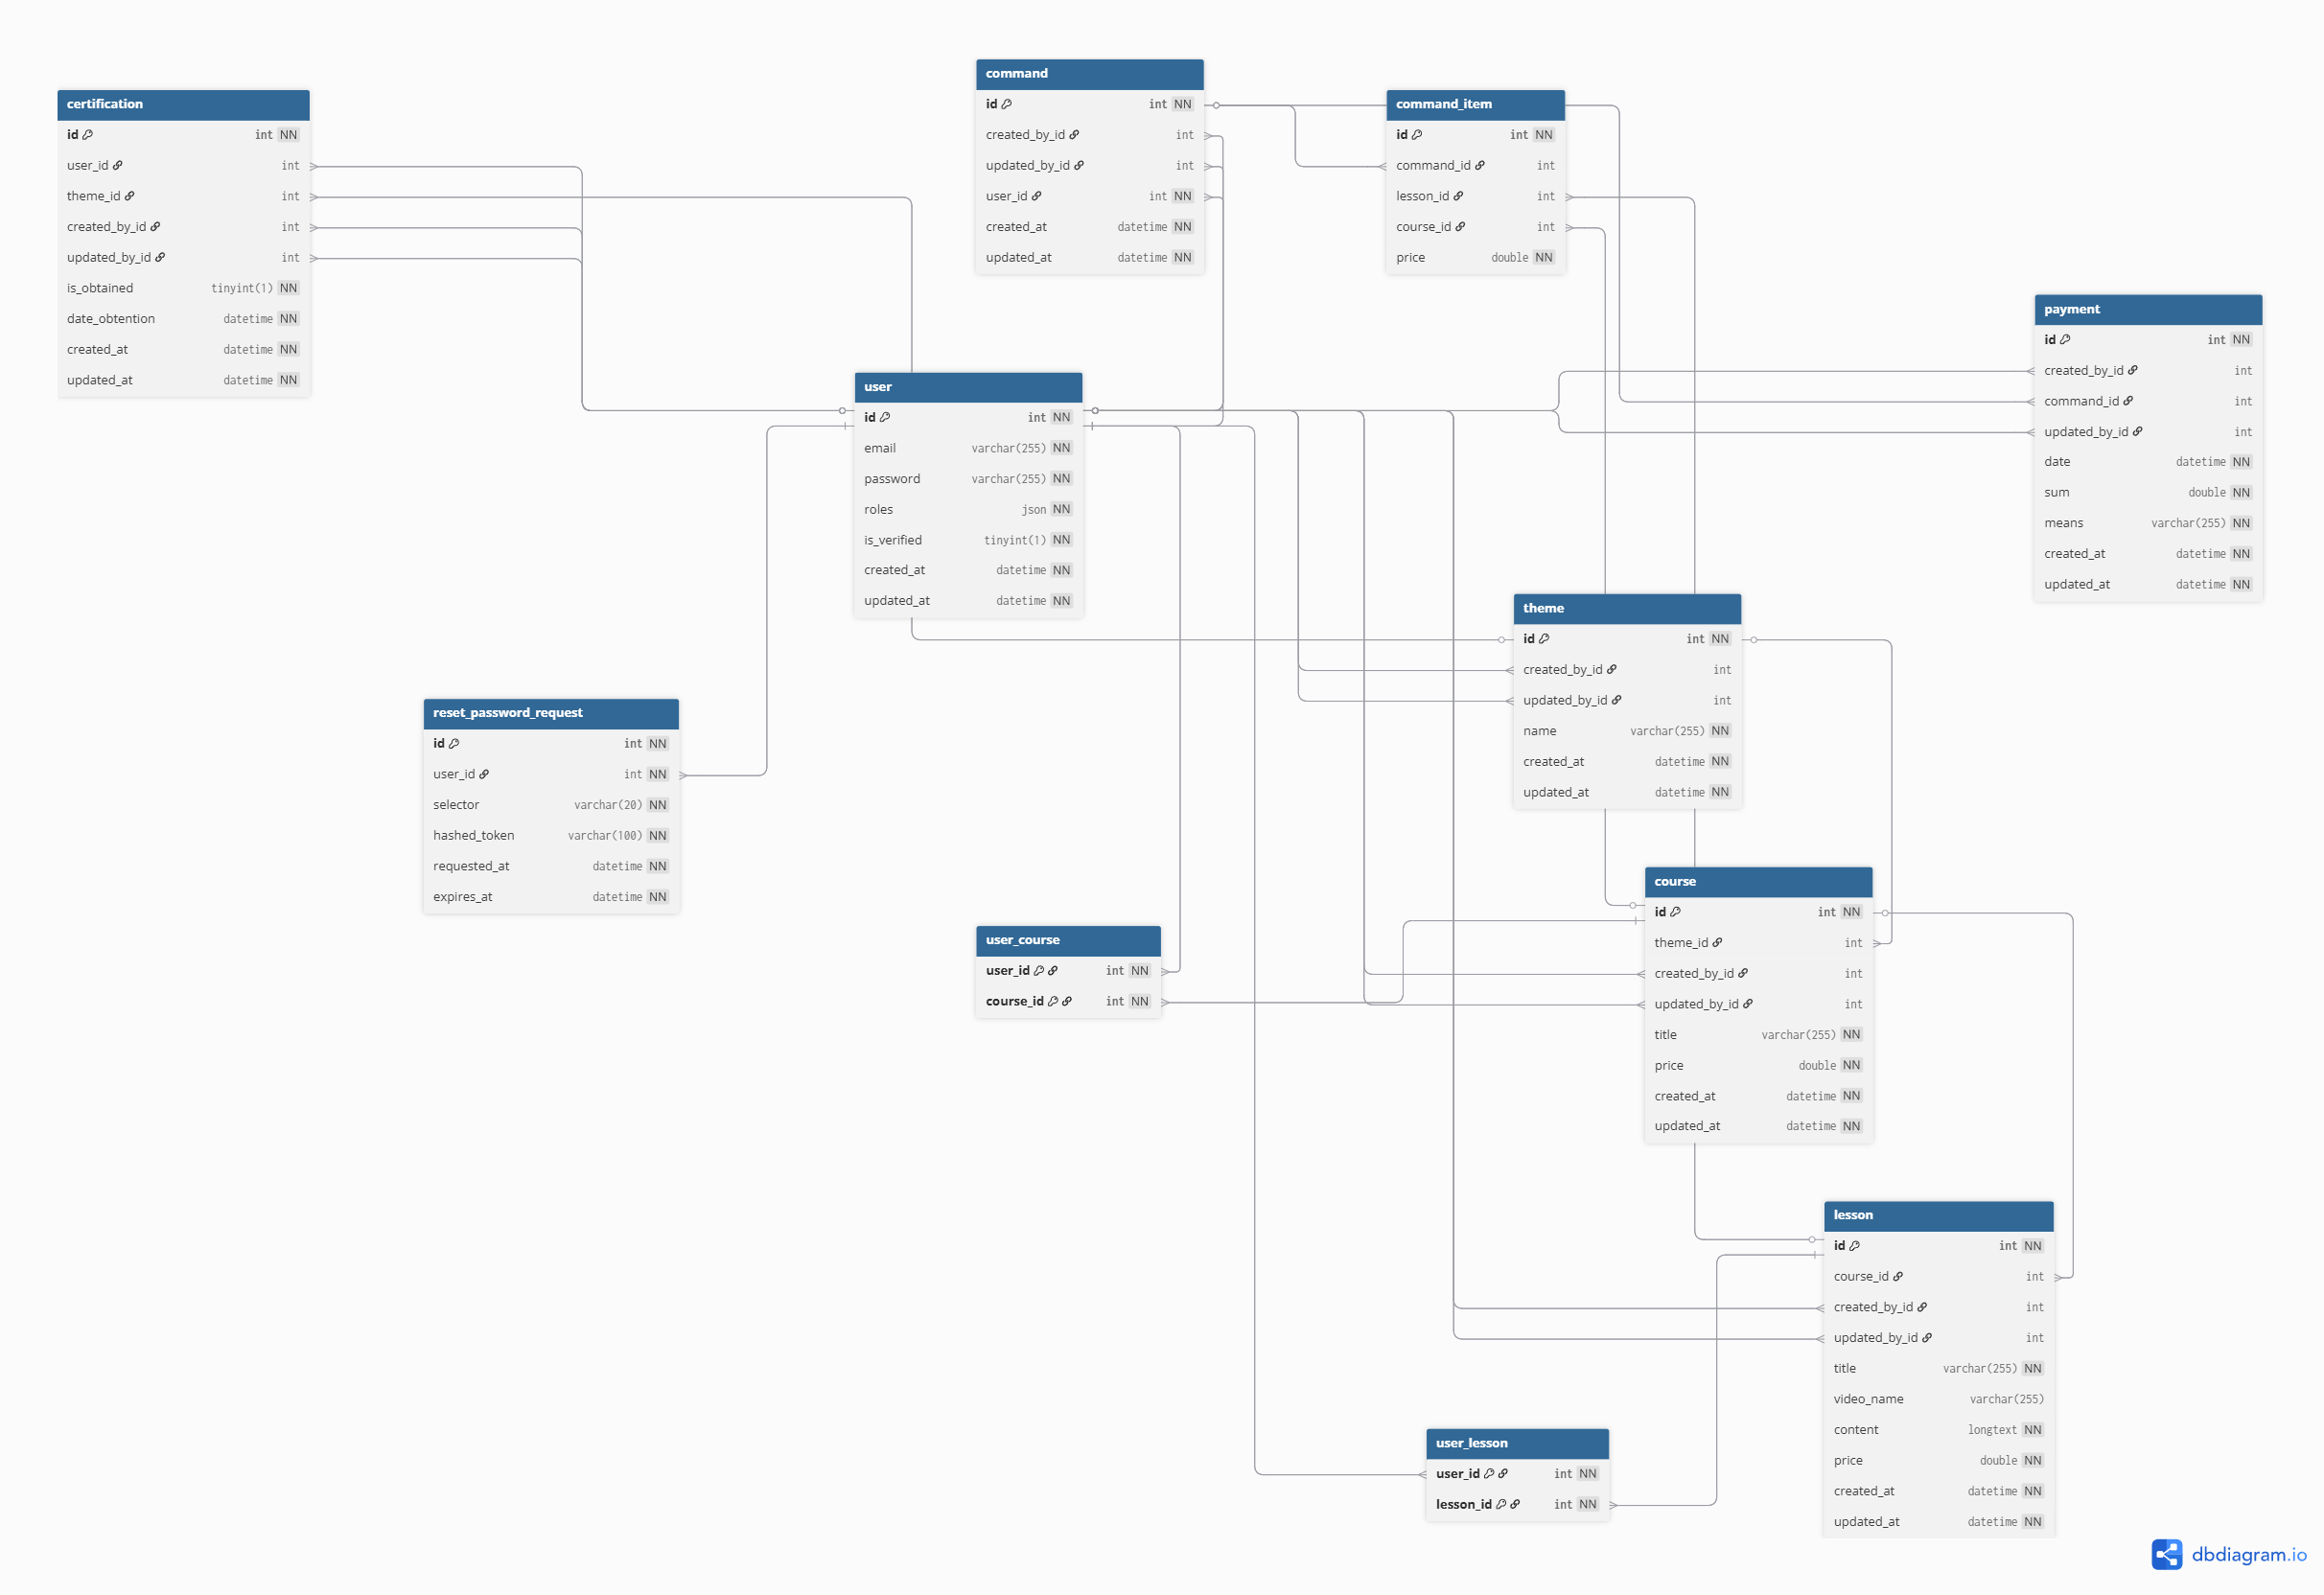 certification
id int NN
user_id int
theme_id int
created_by_id int
updated_by_id int
is_obtained tinyint(1) NN
date_obtention datetime NN
created_at datetime NN
updated_at datetime NN
command
id int NN
created_by_id int
updated_by_id int
user_id int NN
created_at datetime NN
updated_at datetime NN
command_item
id int NN
command_id int
lesson_id int
course_id int
price double NN
payment
id int NN
created_by_id int
command_id int
updated_by_id int
date datetime NN
sum double NN
means varchar(255) NN
created_at datetime NN
updated_at datetime NN
user
id int NN
email varchar(255) NN
password varchar(255) NN
roles json NN
is_verified tinyint(1) NN
created_at datetime NN
updated_at datetime NN
theme
id int NN
created_by_id int
updated_by_id int
name varchar(255) NN
created_at datetime NN
updated_at datetime NN
reset_password_request
id int NN
user_id int NN
selector varchar(20) NN
hashed_token varchar(100) NN
requested_at datetime NN
expires_at datetime NN
course
id int NN
theme_id int
created_by_id int
updated_by_id int
title varchar(255) NN
price double NN
created_at datetime NN
updated_at datetime NN
user_course
user_id int NN
course_id int NN
lesson
id int NN
course_id int
created_by_id int
updated_by_id int
title varchar(255) NN
video_name varchar(255)
content longtext NN
price double NN
created_at datetime NN
updated_at datetime NN
user_lesson
user_id int NN
lesson_id int NN
dbdiagram.io